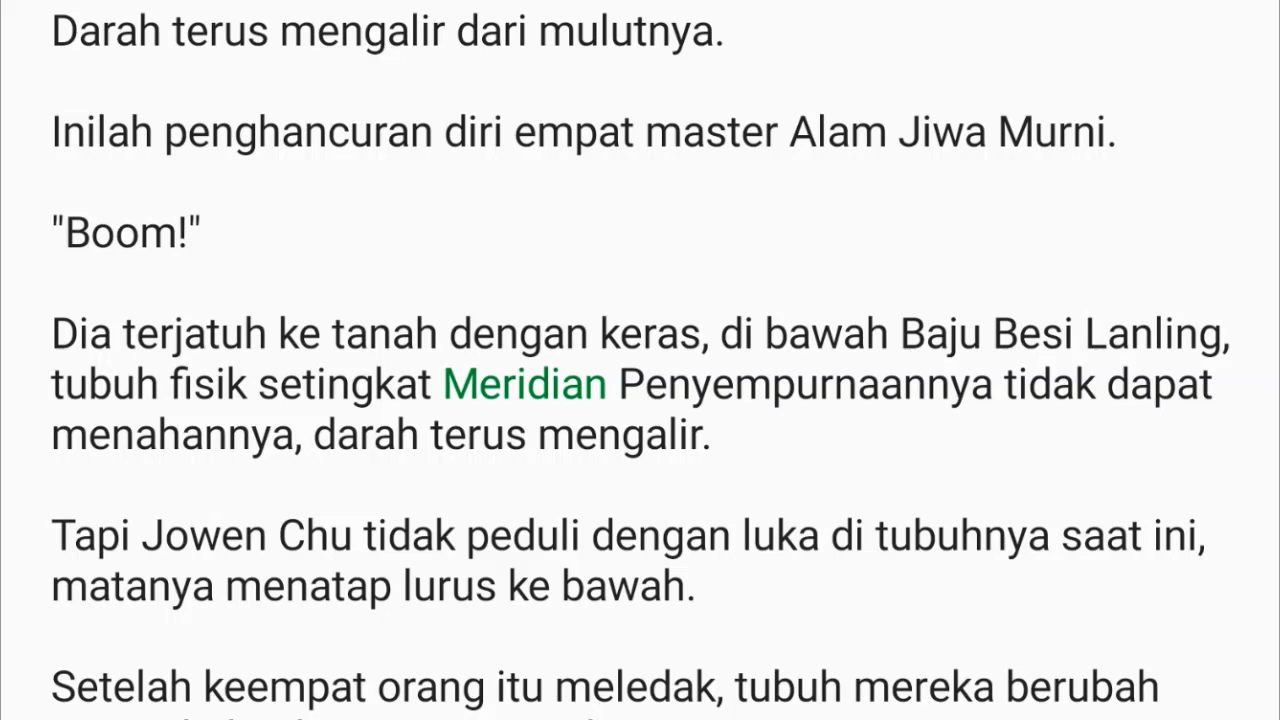 Darah terus mengalir dari mulutnya.
Inilah penghancuran diri empat master Alam Jiwa Murni.
"Boom!"
Dia terjatuh ke tanah dengan keras, di bawah Baju Besi Lanling,
tubuh fisik setingkat Meridian Penyempurnaannya tidak dapat
menahannya, darah terus mengalir.
Tapi Jowen Chu tidak peduli dengan luka di tubuhnya saat ini,
matanya menatap lurus ke bawah.
Setelah keempat orang itu meledak, tubuh mereka berubah